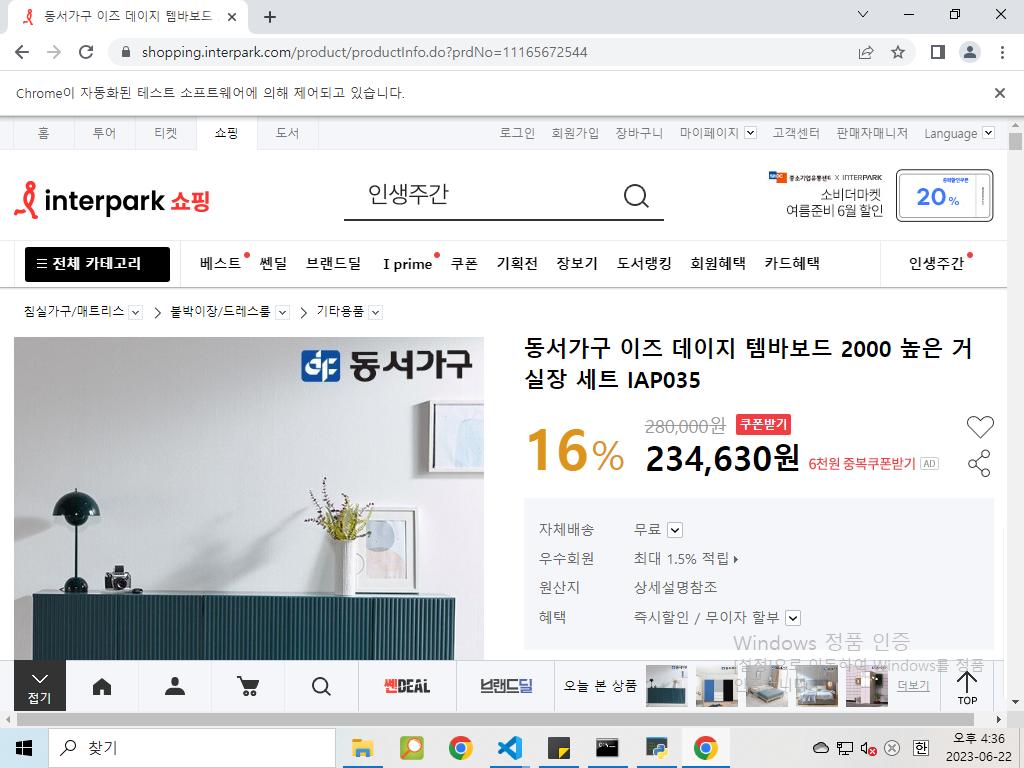 동서가구 이즈 데이지 템바보드
shopping.interpark.com/product/productInfo.do?prdNo=11165672544
Chrome이 자동화된 테스트 소프트웨어에 의해 제어되고 있습니다.
홈 투어 티켓 쇼핑 도서 로그인 회원가입 장바구니 마이페이지 고객센터 판매자매니저 Language
interpark 쇼핑
인생주간
중소기업유통센터 X INTERPARK
소비더마켓
여름준비 6월 할인
20%
전체 카테고리 베스트 쎈딜 브랜드딜 I prime 쿠폰 기획전 장보기 도서랭킹 회원혜택 카드혜택 인생주간
침실가구/매트리스 붙박이장/드레스룸 기타용품
동서가구
동서가구 이즈 데이지 템바보드 2000 높은 거
실장 세트 IAP035
16%
280,000원 쿠폰받기
234,630원 6천원 중복쿠폰받기 AD
자체배송 무료
우수회원 최대 1.5% 적립
원산지 상세설명참조
혜택 즉시할인 / 무이자 할부
Windows 정품 인증
[설정]으로 이동하여 Windows를 정품
접기
쎈DEAL
브랜드딜
오늘 본 상품
더보기
TOP
찾기
한
오후 4:36
2023-06-22